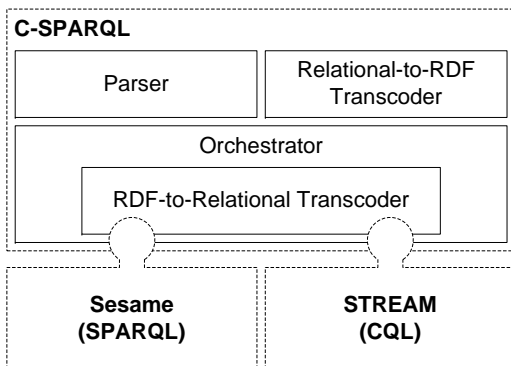 C-SPARQL
Parser
Relational-to-RDF
Transcoder
Orchestrator
RDF-to-Relational Transcoder
Sesame
(SPARQL)
STREAM
(CQL)